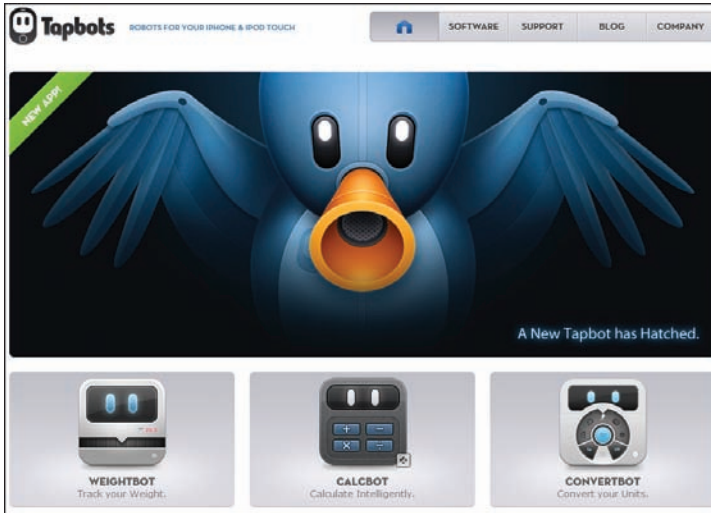 Tapbots
ROBOTS FOR YOUR IPHONE & IPOD TOUCH
SOFTWARE SUPPORT BLOG COMPANY
NEW APP!
A New Tapbot has Hatched.
+ −
× ÷
WEIGHTBOT CALCBOT CONVERTBOT
Track your Weight. Calculate Intelligently. Convert your Units.